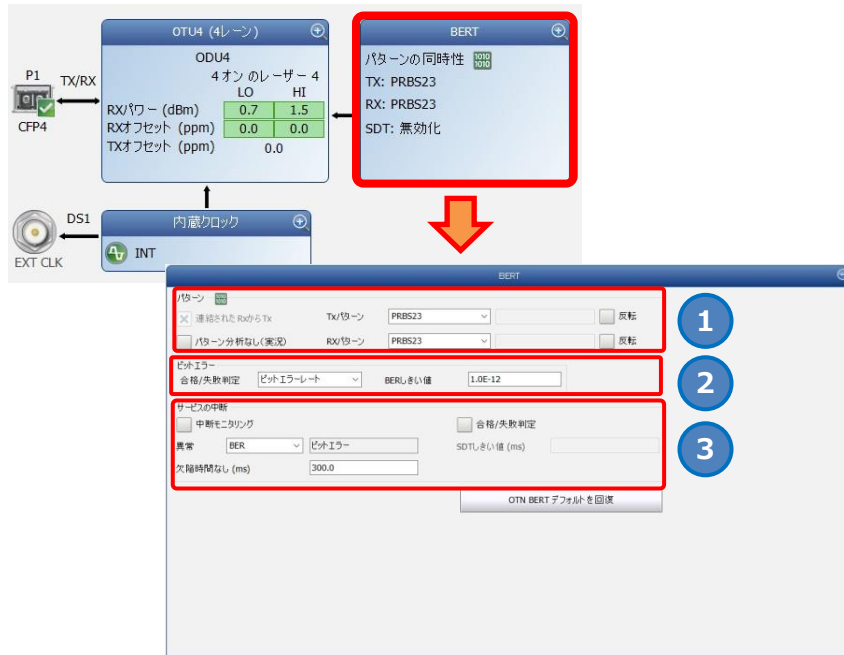 OTU4 (4レーン)
ODU4
4 オン のレーザー 4
LO HI
RXパワー (dBm) 0.7 1.5
RXオフセット (ppm) 0.0 0.0
TXオフセット (ppm) 0.0
P1
TX/RX
CFP4
BERT
パターンの同時性 1010 1010
TX: PRBS23
RX: PRBS23
SDT: 無効化
DS1
EXT CLK
内蔵クロック
INT
BERT
パターン
連結されたRxからTx Txパターン PRBS23 反転
パターン分析なし(実況) RXパターン PRBS23 反転
1
ビットエラー
合格/失敗判定 ビットエラーレート BERしきい値 1.0E-12
2
サービスの中断
中断モニタリング 合格/失敗判定
異常 BER ビットエラー SDTしきい値 (ms)
欠陥時間なし (ms) 300.0
3
OTN BERT デフォルトを回復